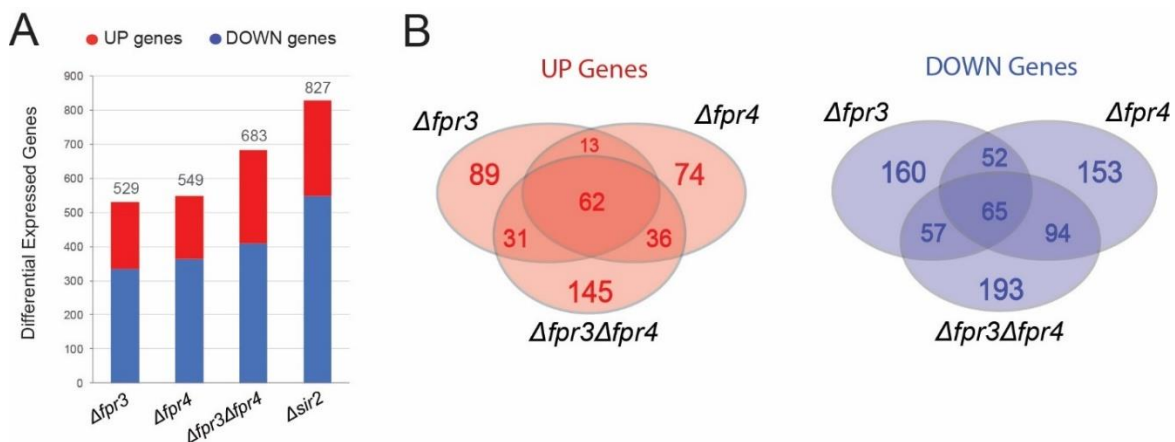 A
UP genes DOWN genes
Differential Expressed Genes
900
800
700
600
500
400
300
200
100
0
529
549
683
827
Δfpr3
Δfpr4
Δfpr3Δfpr4
Δsir2
B
UP Genes
Δfpr3
Δfpr4
13
89
74
62
31
36
145
Δfpr3Δfpr4
DOWN Genes
Δfpr3
Δfpr4
52
160
153
65
57
94
193
Δfpr3Δfpr4